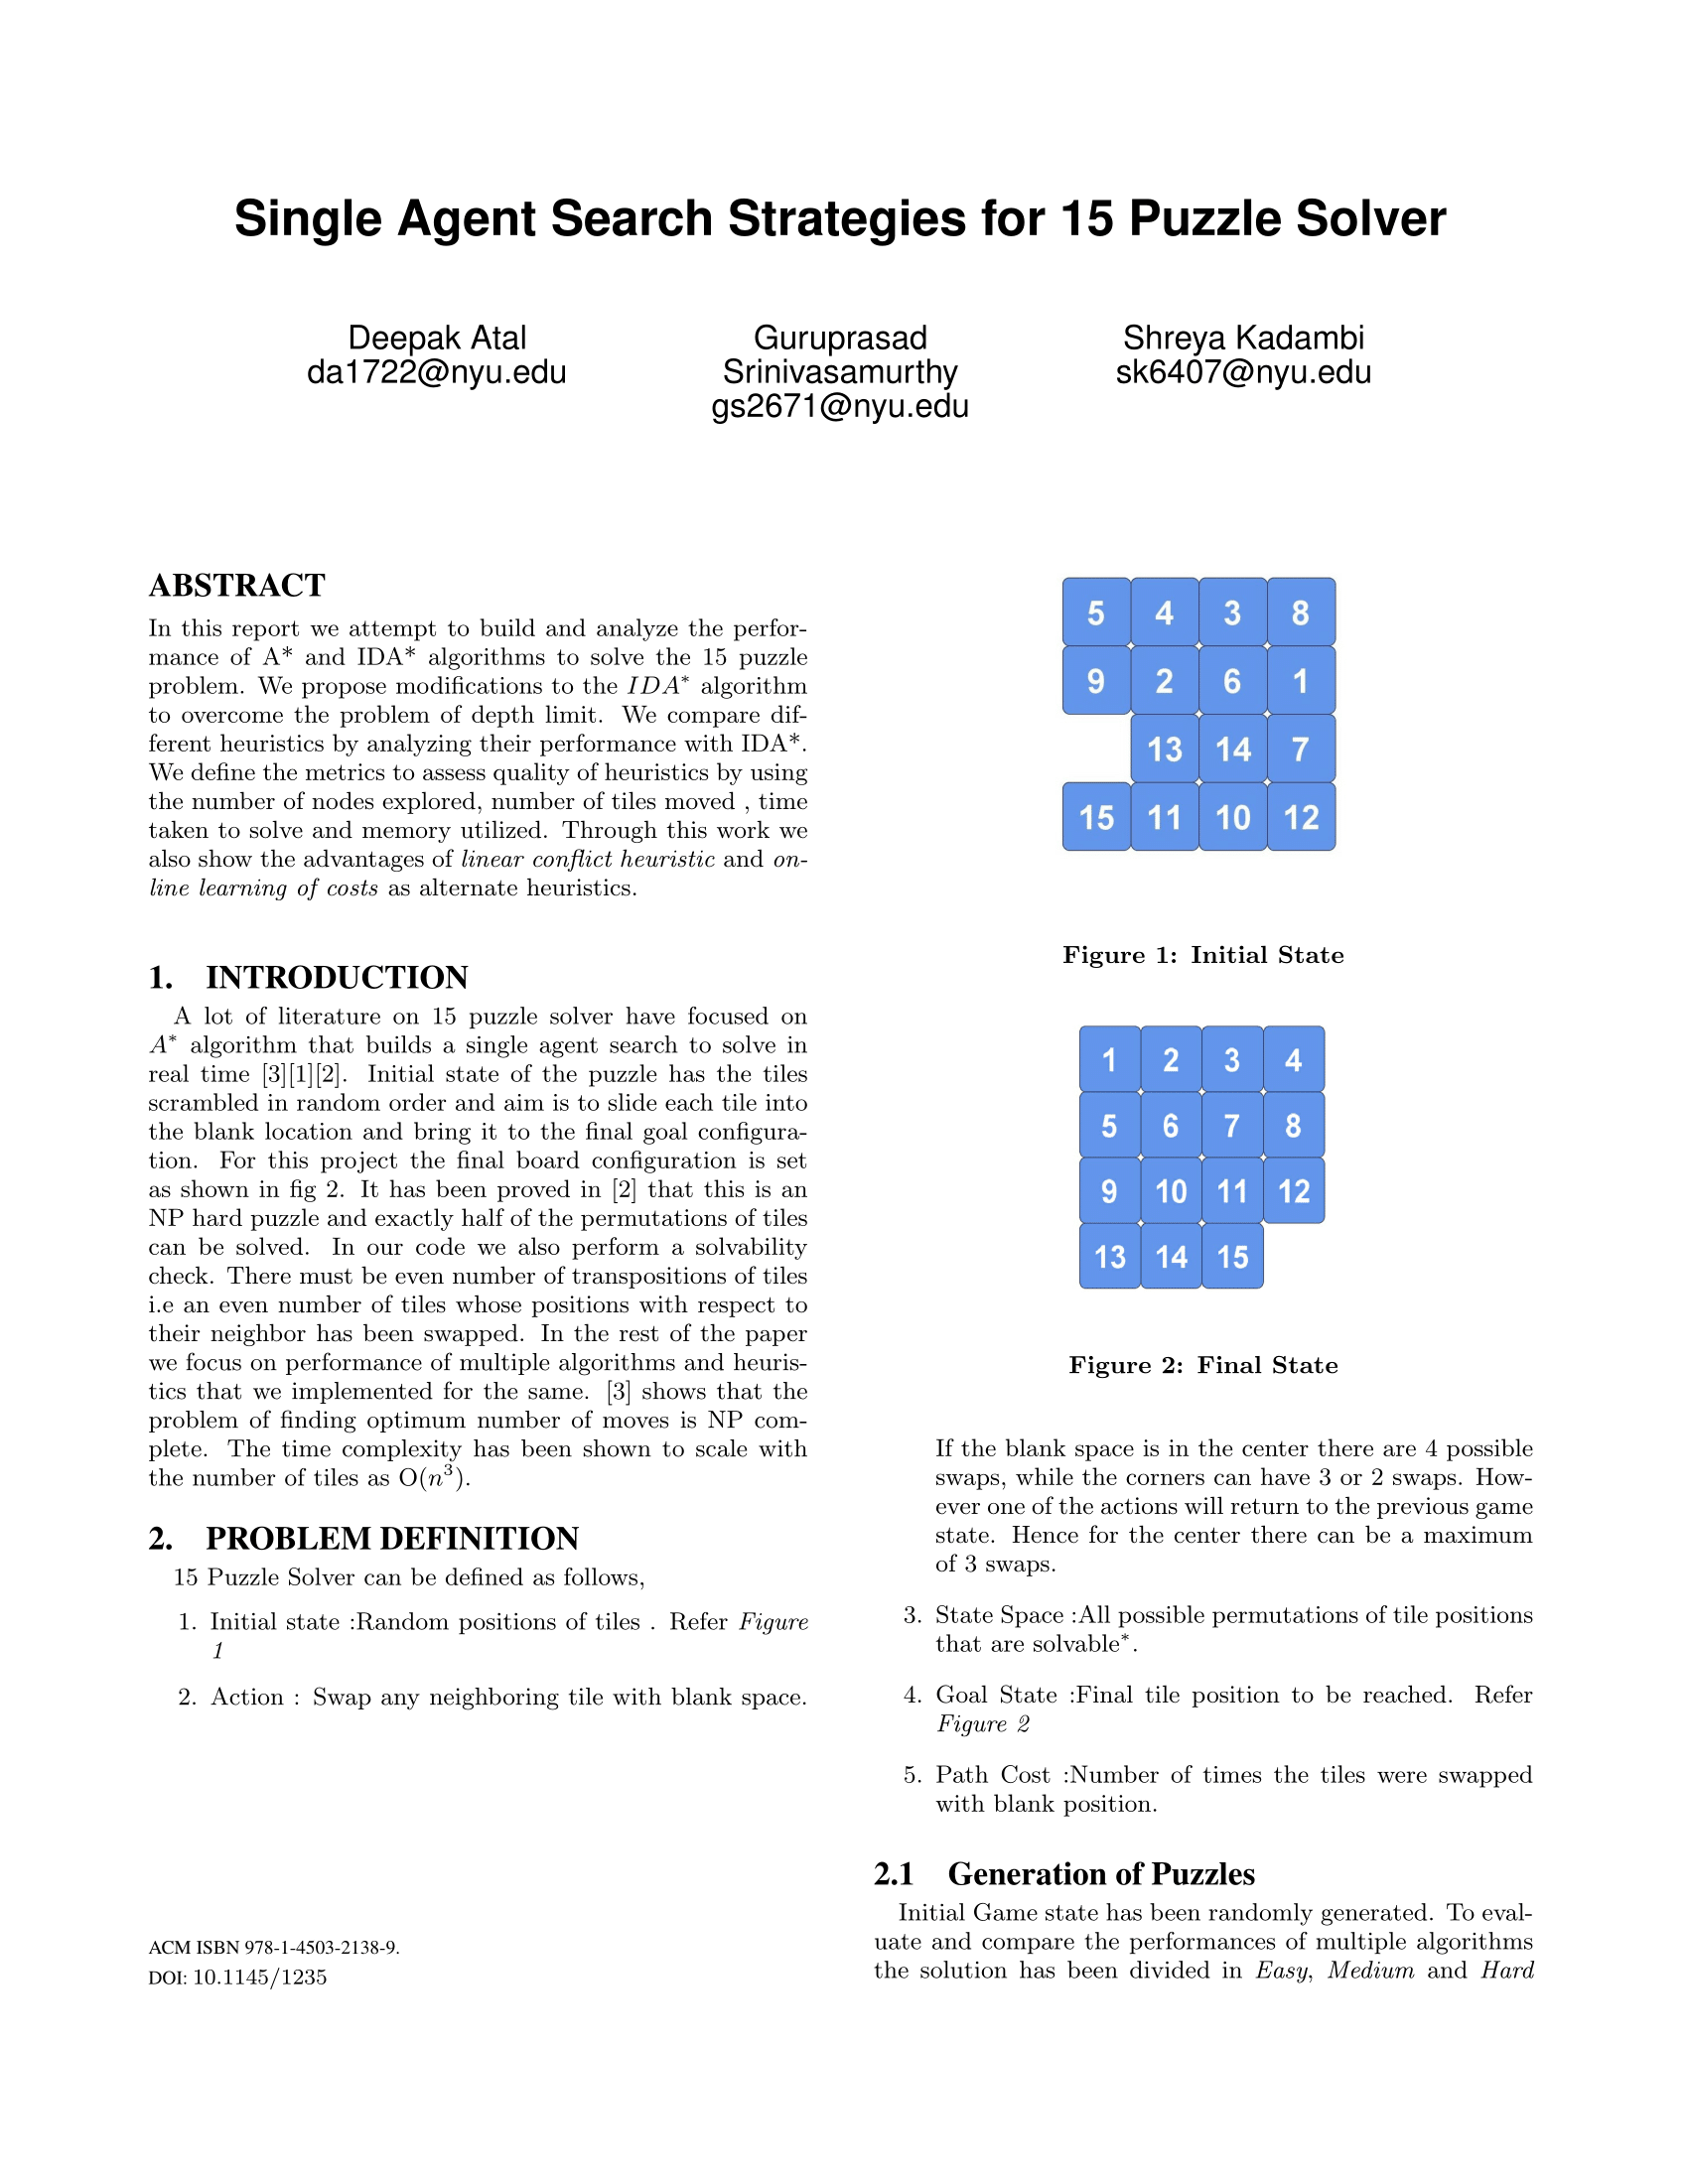 Single Agent Search Strategies for 15 Puzzle Solver
Deepak Atal
da1722@nyu.edu
Guruprasad
Srinivasamurthy
gs2671@nyu.edu
Shreya Kadambi
sk6407@nyu.edu
ABSTRACT
In this report we attempt to build and analyze the perfor-
mance of A* and IDA* algorithms to solve the 15 puzzle
problem. We propose modifications to the IDA* algorithm
to overcome the problem of depth limit. We compare dif-
ferent heuristics by analyzing their performance with IDA*.
We define the metrics to assess quality of heuristics by using
the number of nodes explored, number of tiles moved , time
taken to solve and memory utilized. Through this work we
also show the advantages of linear conflict heuristic and on-
line learning of costs as alternate heuristics.
1. INTRODUCTION
A lot of literature on 15 puzzle solver have focused on
A* algorithm that builds a single agent search to solve in
real time [3][1][2]. Initial state of the puzzle has the tiles
scrambled in random order and aim is to slide each tile into
the blank location and bring it to the final goal configura-
tion. For this project the final board configuration is set
as shown in fig 2. It has been proved in [2] that this is an
NP hard puzzle and exactly half of the permutations of tiles
can be solved. In our code we also perform a solvability
check. There must be even number of transpositions of tiles
i.e an even number of tiles whose positions with respect to
their neighbor has been swapped. In the rest of the paper
we focus on performance of multiple algorithms and heuris-
tics that we implemented for the same. [3] shows that the
problem of finding optimum number of moves is NP com-
plete. The time complexity has been shown to scale with
the number of tiles as O(n³).
2. PROBLEM DEFINITION
15 Puzzle Solver can be defined as follows,
1. Initial state :Random positions of tiles . Refer Figure
1
2. Action : Swap any neighboring tile with blank space.
ACM ISBN 978-1-4503-2138-9.
DOI: 10.1145/1235
5 4 3 8
9 2 6 1
13 14 7
15 11 10 12
Figure 1: Initial State
1 2 3 4
5 6 7 8
9 10 11 12
13 14 15
Figure 2: Final State
If the blank space is in the center there are 4 possible
swaps, while the corners can have 3 or 2 swaps. How-
ever one of the actions will return to the previous game
state. Hence for the center there can be a maximum
of 3 swaps.
3. State Space :All possible permutations of tile positions
that are solvable*.
4. Goal State :Final tile position to be reached. Refer
Figure 2
5. Path Cost :Number of times the tiles were swapped
with blank position.
2.1 Generation of Puzzles
Initial Game state has been randomly generated. To eval-
uate and compare the performances of multiple algorithms
the solution has been divided in Easy, Medium and Hard